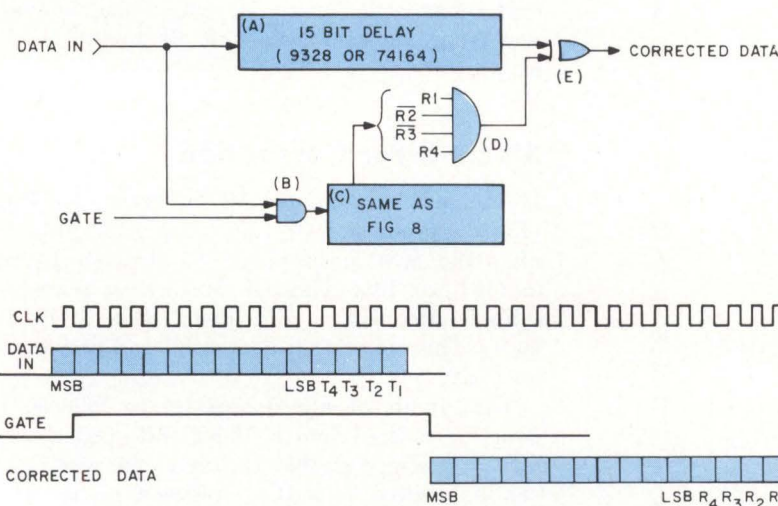 (A)
15 BIT DELAY
(9328 OR 74164)
DATA IN
CORRECTED DATA
(E)
R1
R2
R3
R4
(D)
(B)
GATE
(C)
SAME AS
FIG 8
CLK
DATA
IN
MSB LSB T4 T3 T2 T1
GATE
CORRECTED DATA
MSB LSB R4 R3 R2